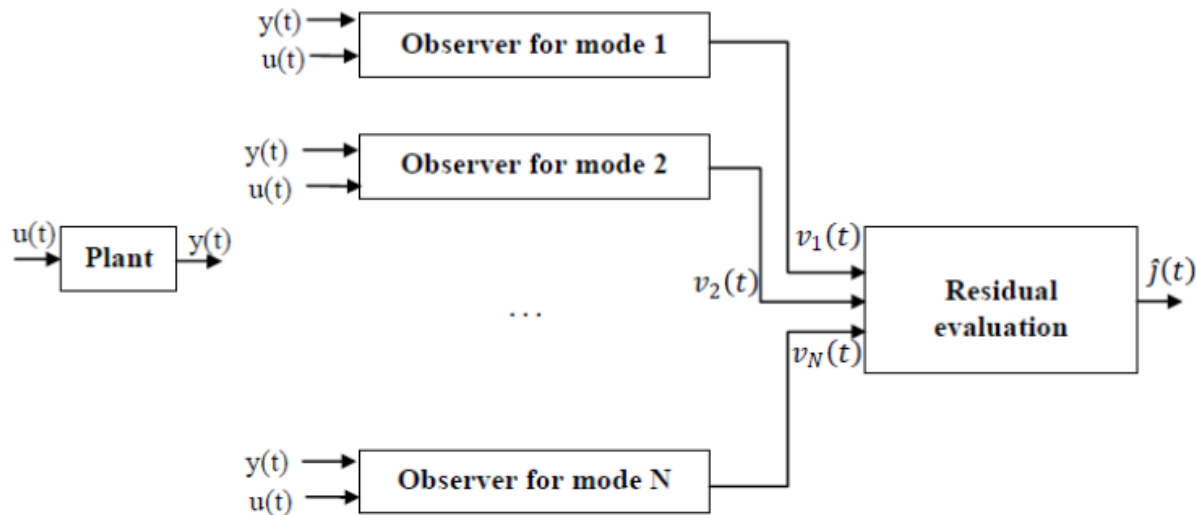 y(t)
u(t)
Observer for mode 1
y(t)
u(t)
Observer for mode 2
u(t)
Plant
y(t)
v₁(t)
v₂(t)
v_N(t)
. . .
Residual
evaluation
ĵ(t)
y(t)
u(t)
Observer for mode N